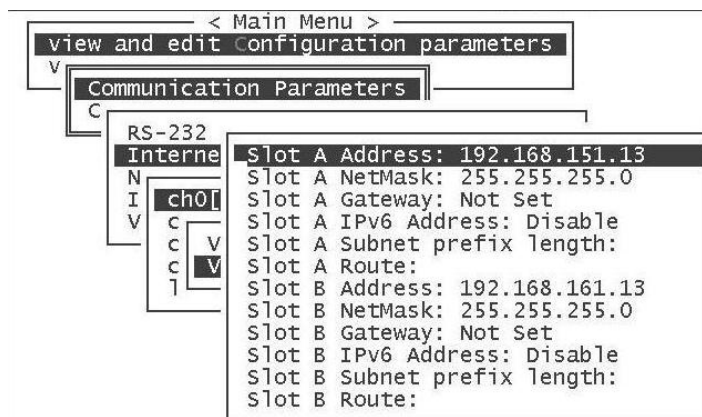 < Main Menu >
view and edit Configuration parameters
V
Communication Parameters
C
RS-232
Interne
N
I
V
ch0[
c
c
c
l
V
V
Slot A Address: 192.168.151.13
Slot A NetMask: 255.255.255.0
Slot A Gateway: Not Set
Slot A IPv6 Address: Disable
Slot A Subnet prefix length:
Slot A Route:
Slot B Address: 192.168.161.13
Slot B NetMask: 255.255.255.0
Slot B Gateway: Not Set
Slot B IPv6 Address: Disable
Slot B Subnet prefix length:
Slot B Route: